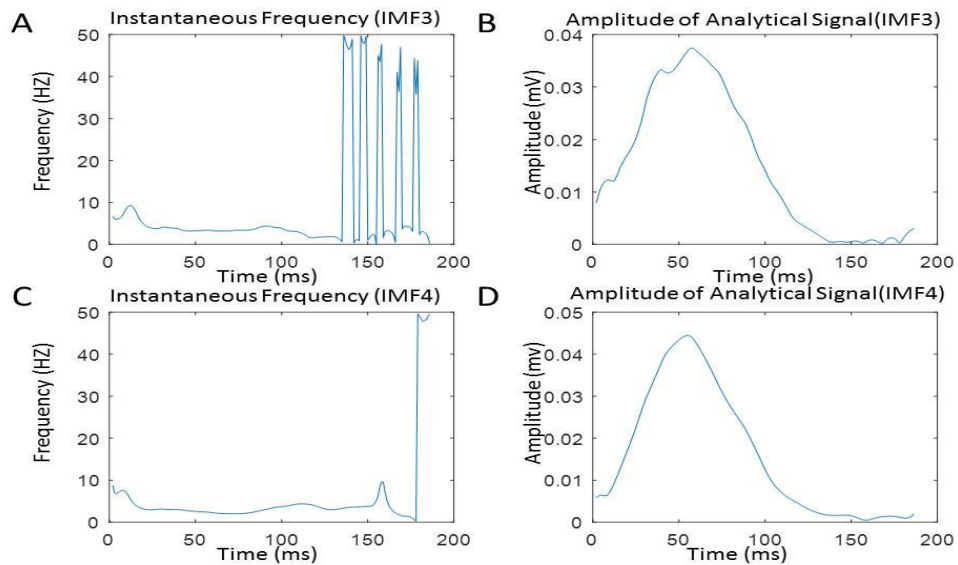 A
Instantaneous Frequency (IMF3)
50
40
30
20
10
0
Frequency (HZ)
0 50 100 150 200
Time (ms)
B
Amplitude of Analytical Signal(IMF3)
0.04
0.03
0.02
0.01
0
Amplitude (mV)
0 50 100 150 200
Time (ms)
C
Instantaneous Frequency (IMF4)
50
40
30
20
10
0
Frequency (HZ)
0 50 100 150 200
Time (ms)
D
Amplitude of Analytical Signal(IMF4)
0.05
0.04
0.03
0.02
0.01
0
Amplitude (mv)
0 50 100 150 200
Time (ms)